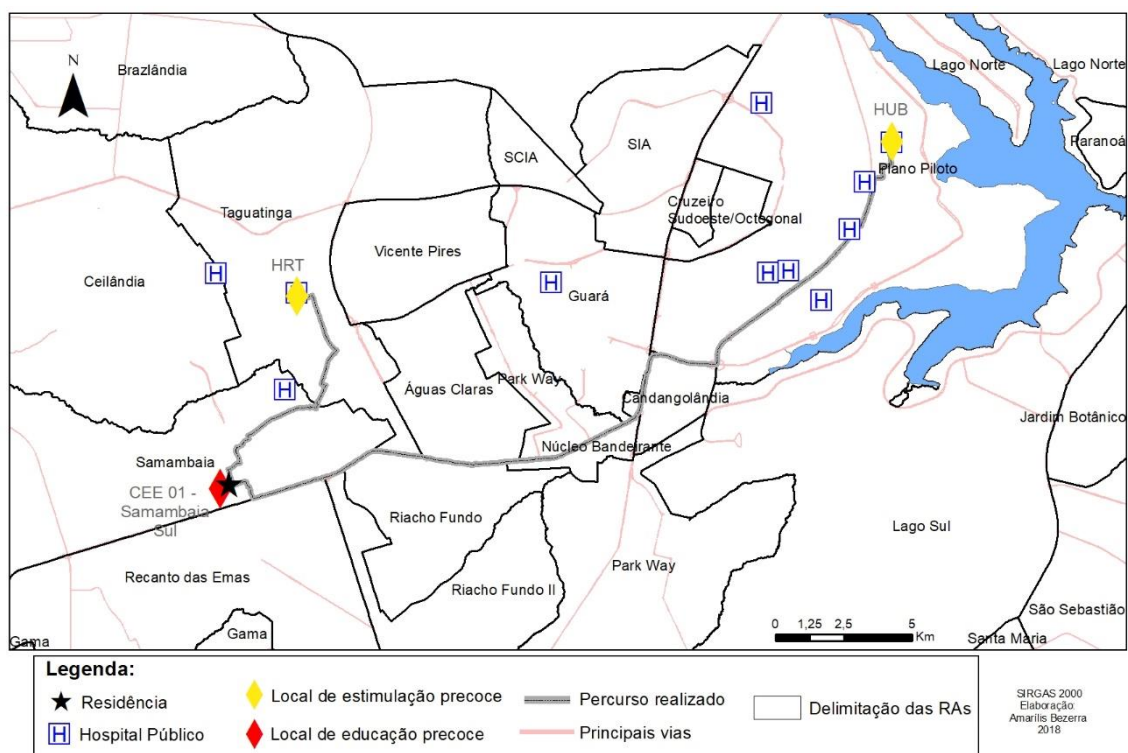 N
Brazlândia
Lago Norte
Lago Norte
H
HUB
SCIA
SIA
Paranoá
H
Plano Piloto
Taguatinga
Cruzeiro
Sudoeste/Octogonal
H
Vicente Pires
HRT
Ceilândia
H
H
Guará
H
H
H
Águas Claras
Park Way
Candangolândia
H
Jardim Botânico
Núcleo Bandeirante
Samambaia
CEE 01 -
Samambaia
Sul
Riacho Fundo
Lago Sul
Recanto das Emas
Riacho Fundo II
Park Way
São Sebastião
Gama
Gama
Santa Maria
0 1,25 2,5 5
Km
Legenda:
Residência
Local de estimulação precoce
Percurso realizado
Delimitação das RAs
H Hospital Público
Local de educação precoce
Principais vias
SIRGAS 2000
Elaboração:
Amarílis Bezerra
2018